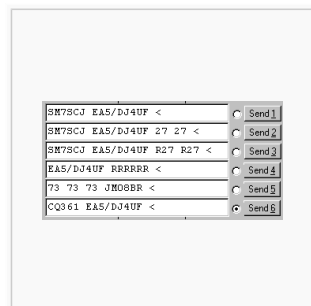 SM7SCJ EA5/DJ4UF < Send 1
SM7SCJ EA5/DJ4UF 27 27 < Send 2
SM7SCJ EA5/DJ4UF R27 R27 < Send 3
EA5/DJ4UF RRRRRR < Send 4
73 73 73 JM08BR < Send 5
CQ361 EA5/DJ4UF < Send 6